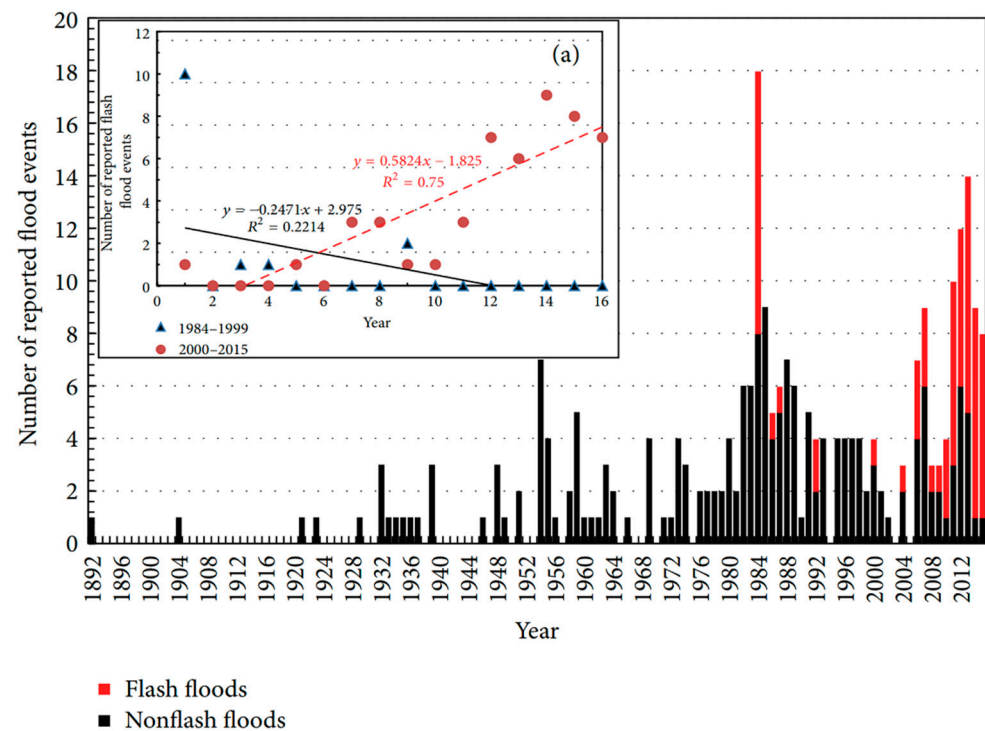 20
18
16
14
12
10
8
6
4
2
0
Number of reported flood events
(a)
12
10
8
6
4
2
0
Number of reported flash
flood events
y = 0.5824x − 1.825
R² = 0.75
y = −0.2471x + 2.975
R² = 0.2214
0 2 4 6 8 10 12 14 16
Year
1984–1999
2000–2015
1892 1896 1900 1904 1908 1912 1916 1920 1924 1928 1932 1936 1940 1944 1948 1952 1956 1960 1964 1968 1972 1976 1980 1984 1988 1992 1996 2000 2004 2008 2012
Year
Flash floods
Nonflash floods